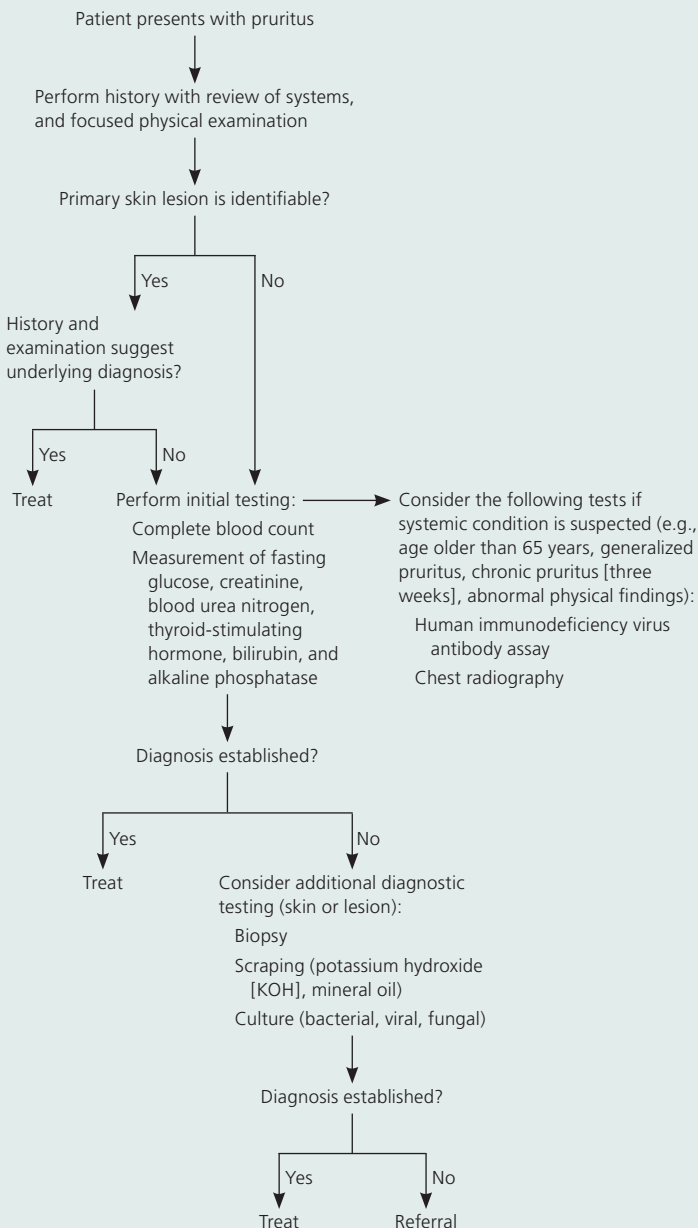 Patient presents with pruritus
Perform history with review of systems,
and focused physical examination
Primary skin lesion is identifiable?
Yes
No
History and
examination suggest
underlying diagnosis?
Yes
No
Treat
Perform initial testing:
Complete blood count
Measurement of fasting
glucose, creatinine,
blood urea nitrogen,
thyroid-stimulating
hormone, bilirubin, and
alkaline phosphatase
Consider the following tests if
systemic condition is suspected (e.g.,
age older than 65 years, generalized
pruritus, chronic pruritus [three
weeks], abnormal physical findings):
Human immunodeficiency virus
antibody assay
Chest radiography
Diagnosis established?
Yes
No
Treat
Consider additional diagnostic
testing (skin or lesion):
Biopsy
Scraping (potassium hydroxide
[KOH], mineral oil)
Culture (bacterial, viral, fungal)
Diagnosis established?
Yes
No
Treat
Referral